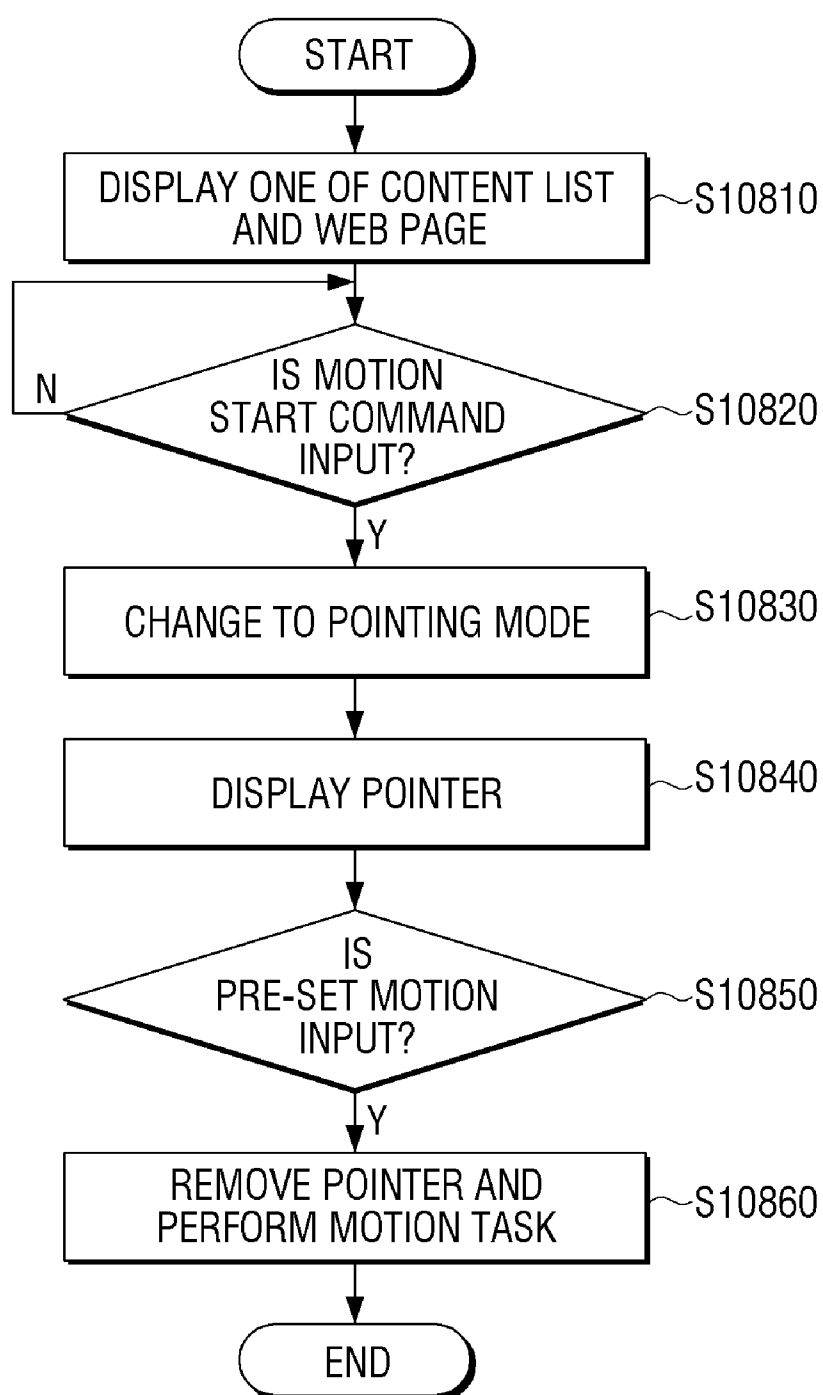 START
DISPLAY ONE OF CONTENT LIST
AND WEB PAGE
S10810
IS MOTION
START COMMAND
INPUT?
S10820
N
Y
CHANGE TO POINTING MODE
S10830
DISPLAY POINTER
S10840
IS
PRE-SET MOTION
INPUT?
S10850
Y
REMOVE POINTER AND
PERFORM MOTION TASK
S10860
END